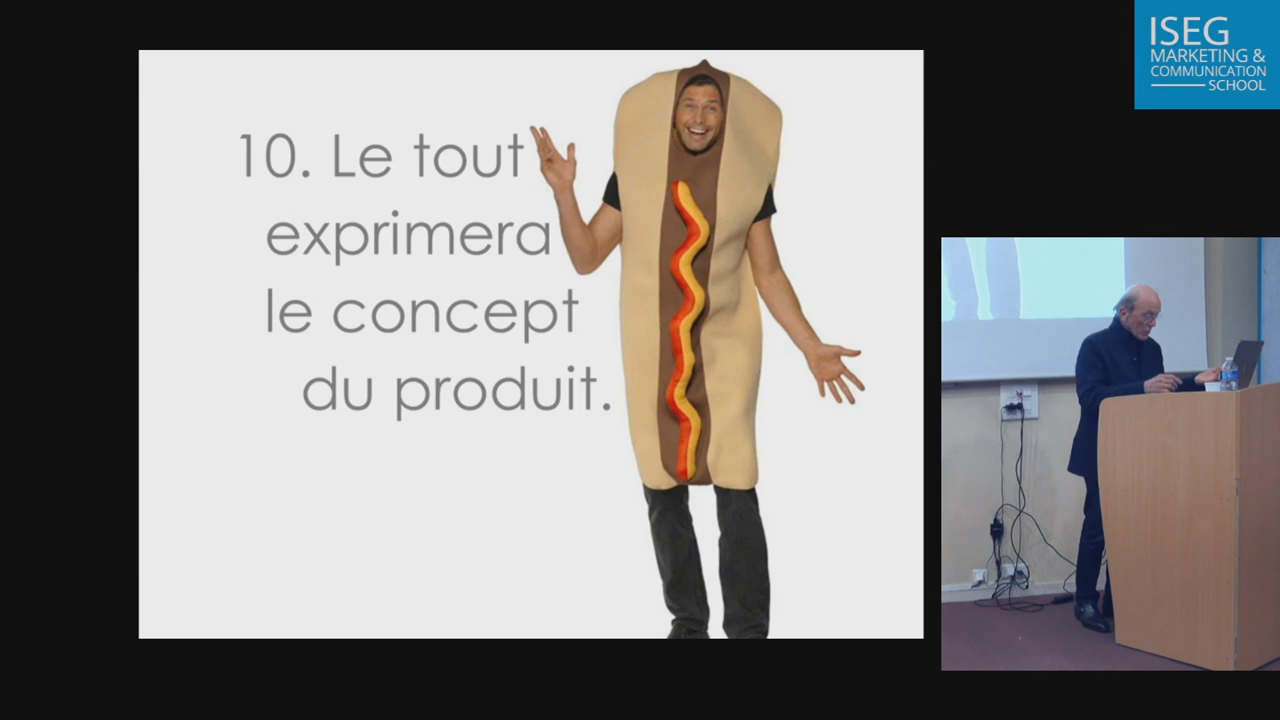 10. Le tout
exprimera
le concept
du produit.
ISEG
MARKETING &
COMMUNICATION
SCHOOL